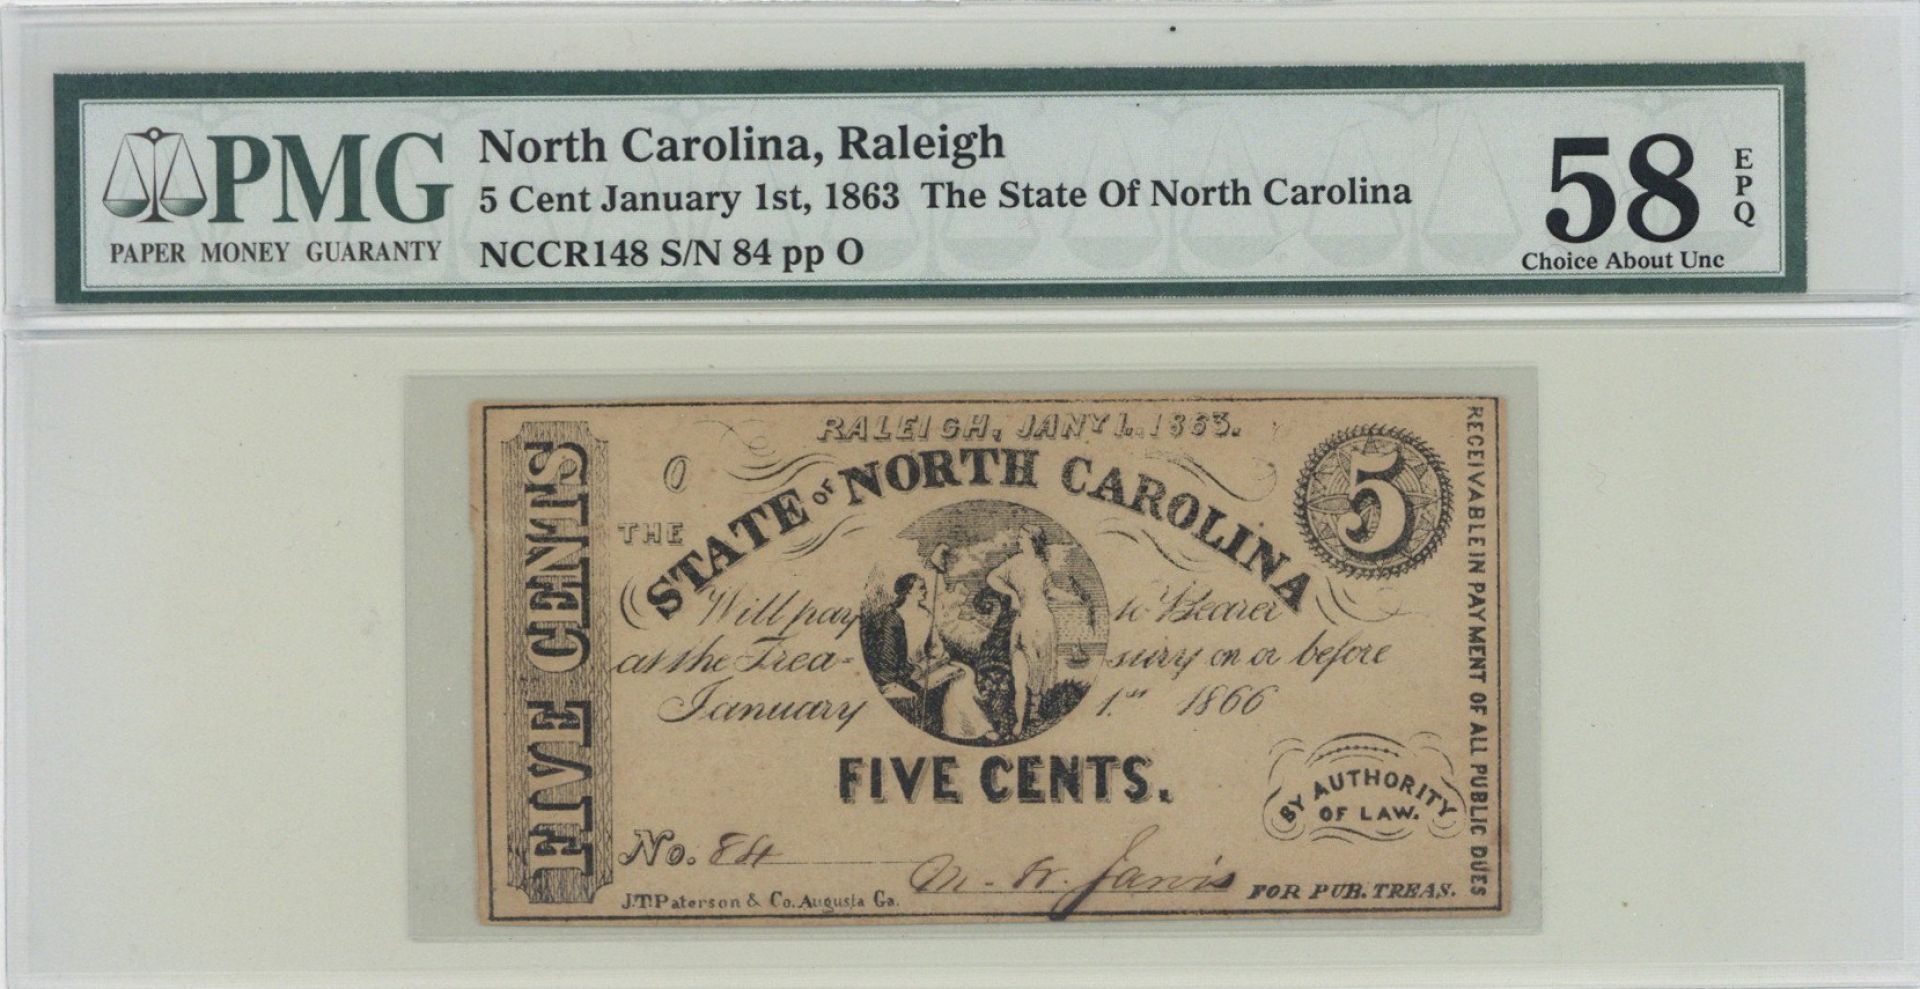 PMG
PAPER MONEY GUARANTY
North Carolina, Raleigh
5 Cent January 1st, 1863 The State Of North Carolina
NCCR148 S/N 84 pp O
58
EPQ
Choice About Unc
FIVE CENTS
RALEIGH, JANY 1. 1863.
O
5
THE
STATE OF NORTH CAROLINA
Will pay to Bearer
at the Trea- sury on or before
January 1st 1866
FIVE CENTS.
BY AUTHORITY
OF LAW.
No. 84
M. W. Jarvis
FOR PUB. TREAS.
J.T. Paterson & Co. Augusta Ga.
RECEIVABLE IN PAYMENT OF ALL PUBLIC DUES